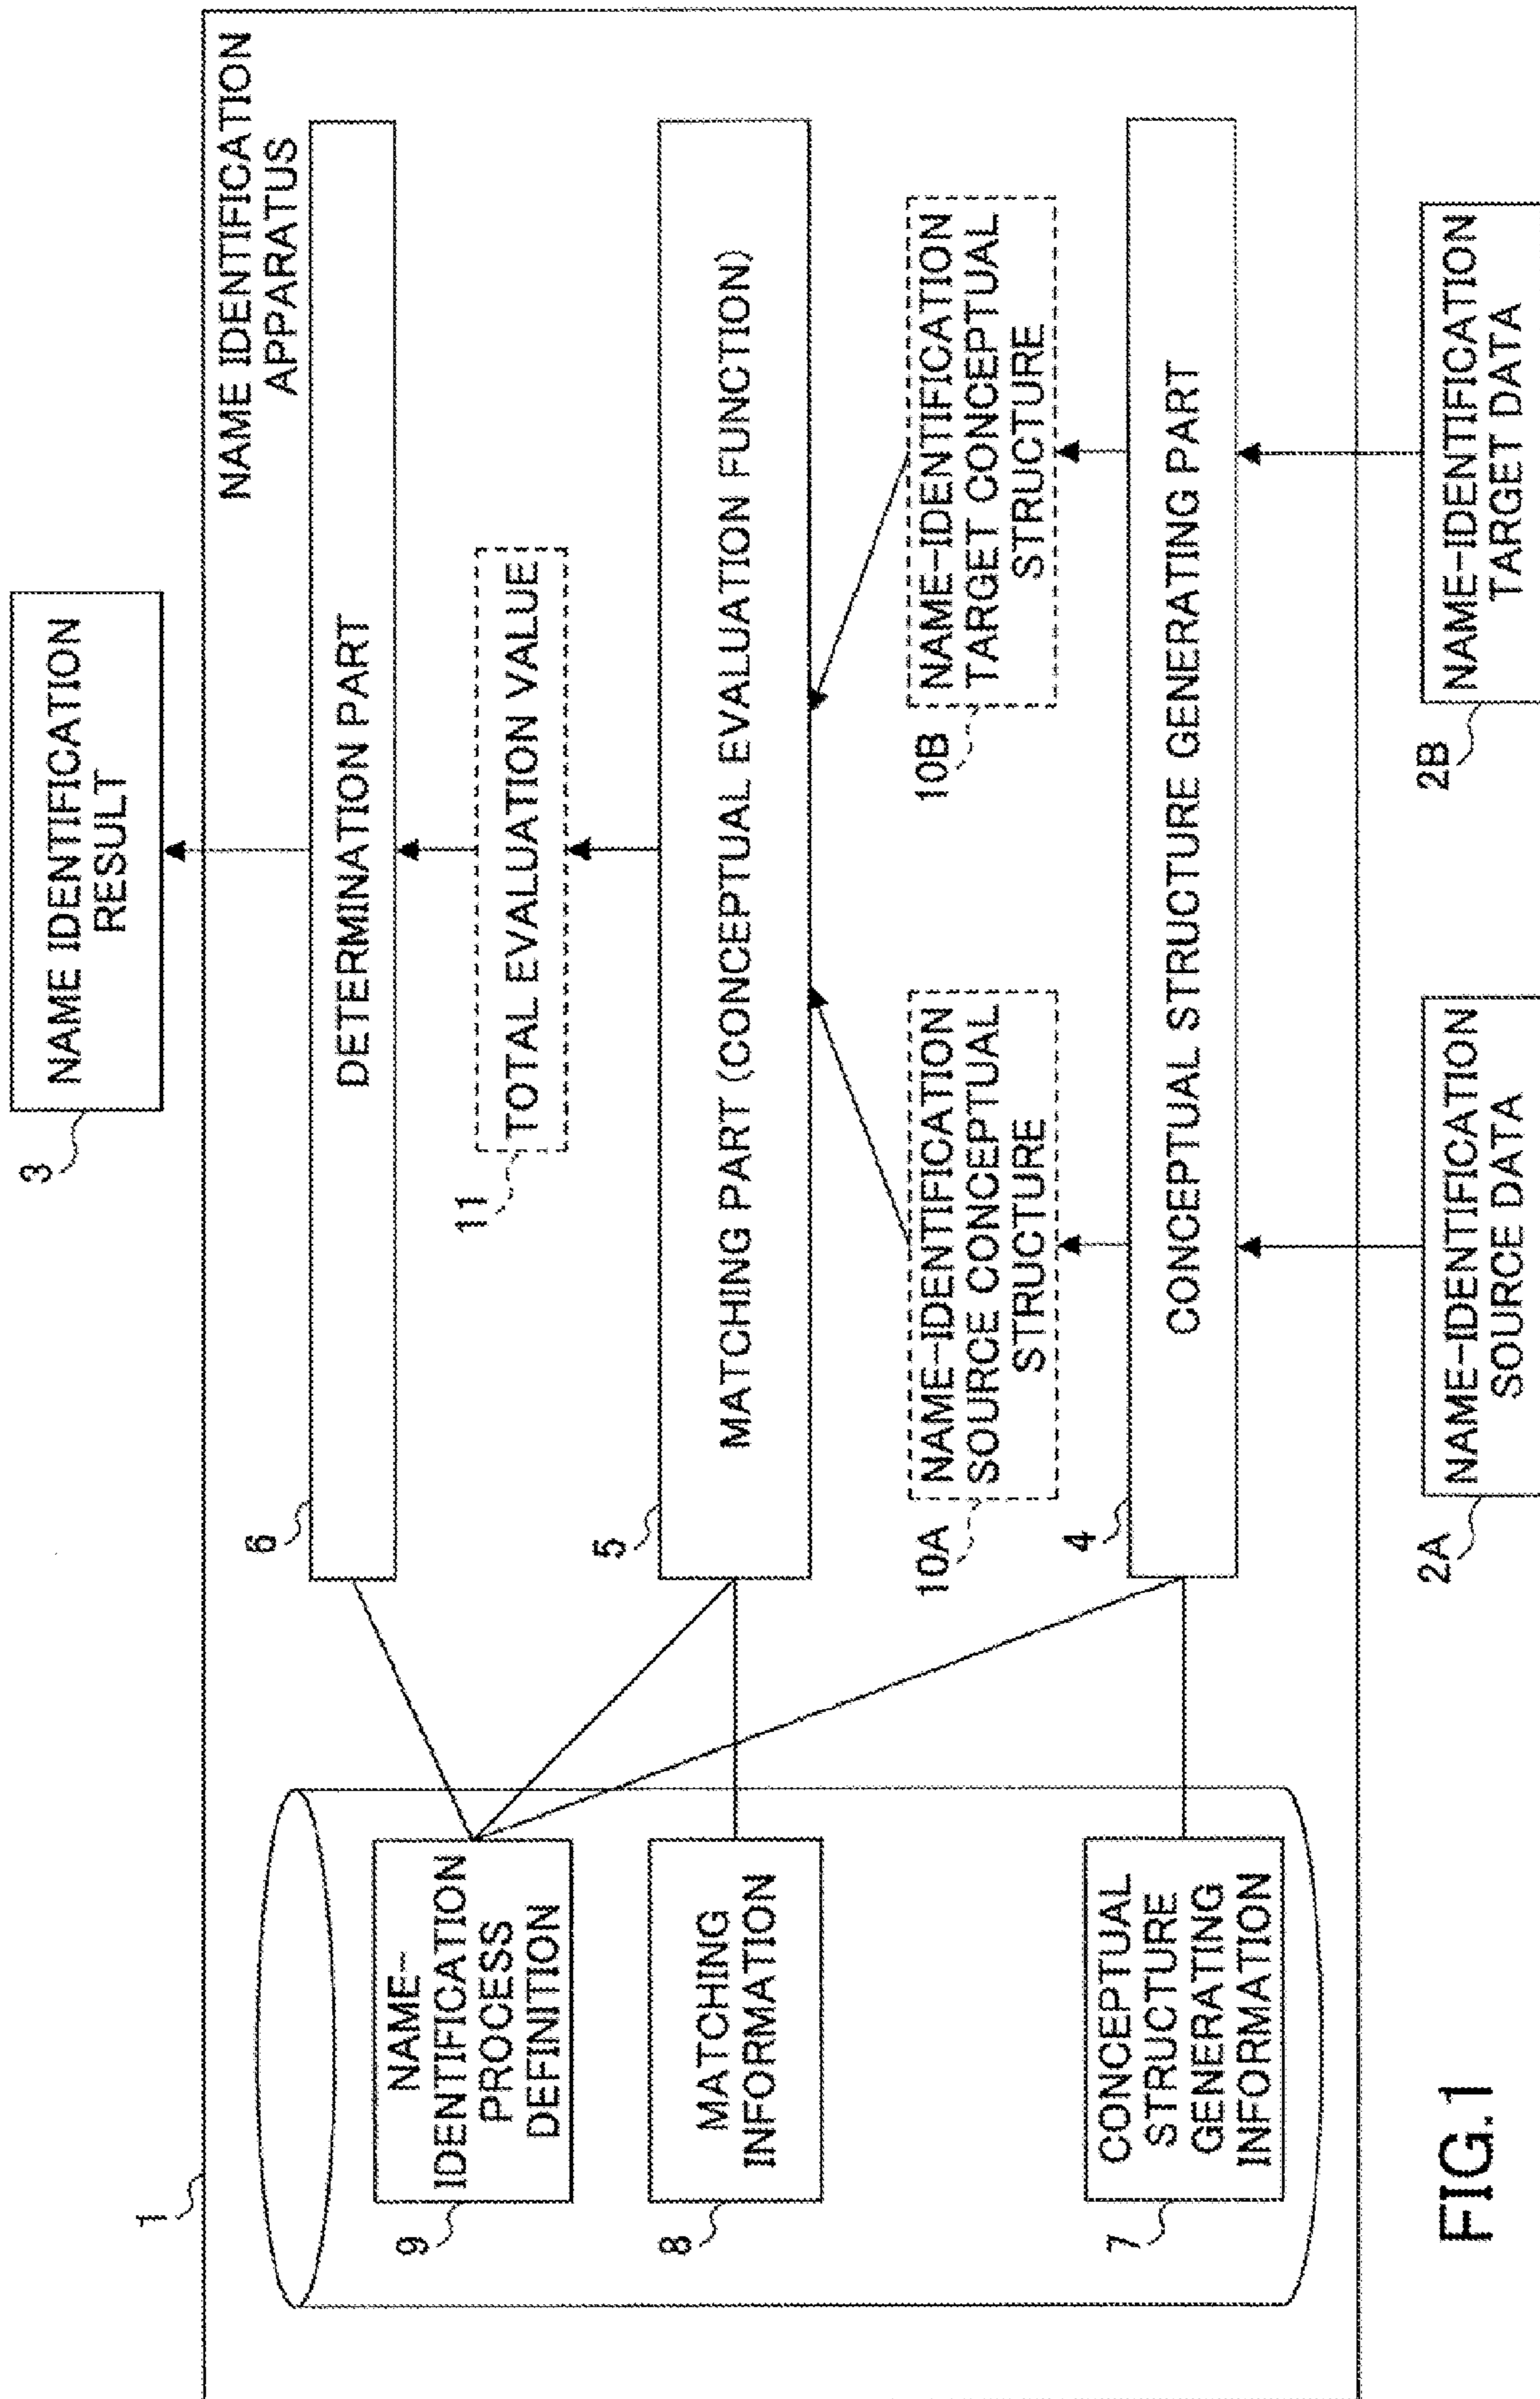 3
NAME IDENTIFICATION
RESULT
1
NAME IDENTIFICATION
APPARATUS
6
DETERMINATION PART
11
TOTAL EVALUATION VALUE
9
NAME-
IDENTIFICATION
PROCESS
DEFINITION
5
MATCHING PART (CONCEPTUAL EVALUATION FUNCTION)
8
MATCHING
INFORMATION
10A
NAME-IDENTIFICATION
SOURCE CONCEPTUAL
STRUCTURE
10B
NAME-IDENTIFICATION
TARGET CONCEPTUAL
STRUCTURE
4
CONCEPTUAL STRUCTURE GENERATING PART
7
CONCEPTUAL
STRUCTURE
GENERATING
INFORMATION
2A
NAME-IDENTIFICATION
SOURCE DATA
2B
NAME-IDENTIFICATION
TARGET DATA
FIG.1